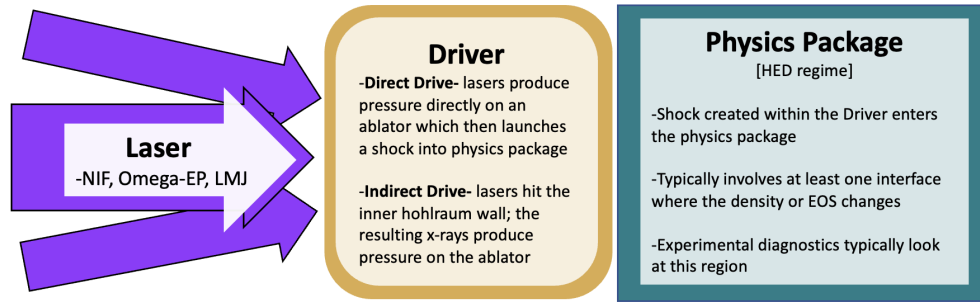 Laser
-NIF, Omega-EP, LMJ
Driver
-Direct Drive- lasers produce
pressure directly on an
ablator which then launches
a shock into physics package
-Indirect Drive- lasers hit the
inner hohlraum wall; the
resulting x-rays produce
pressure on the ablator
Physics Package
[HED regime]
-Shock created within the Driver enters
the physics package
-Typically involves at least one interface
where the density or EOS changes
-Experimental diagnostics typically look
at this region